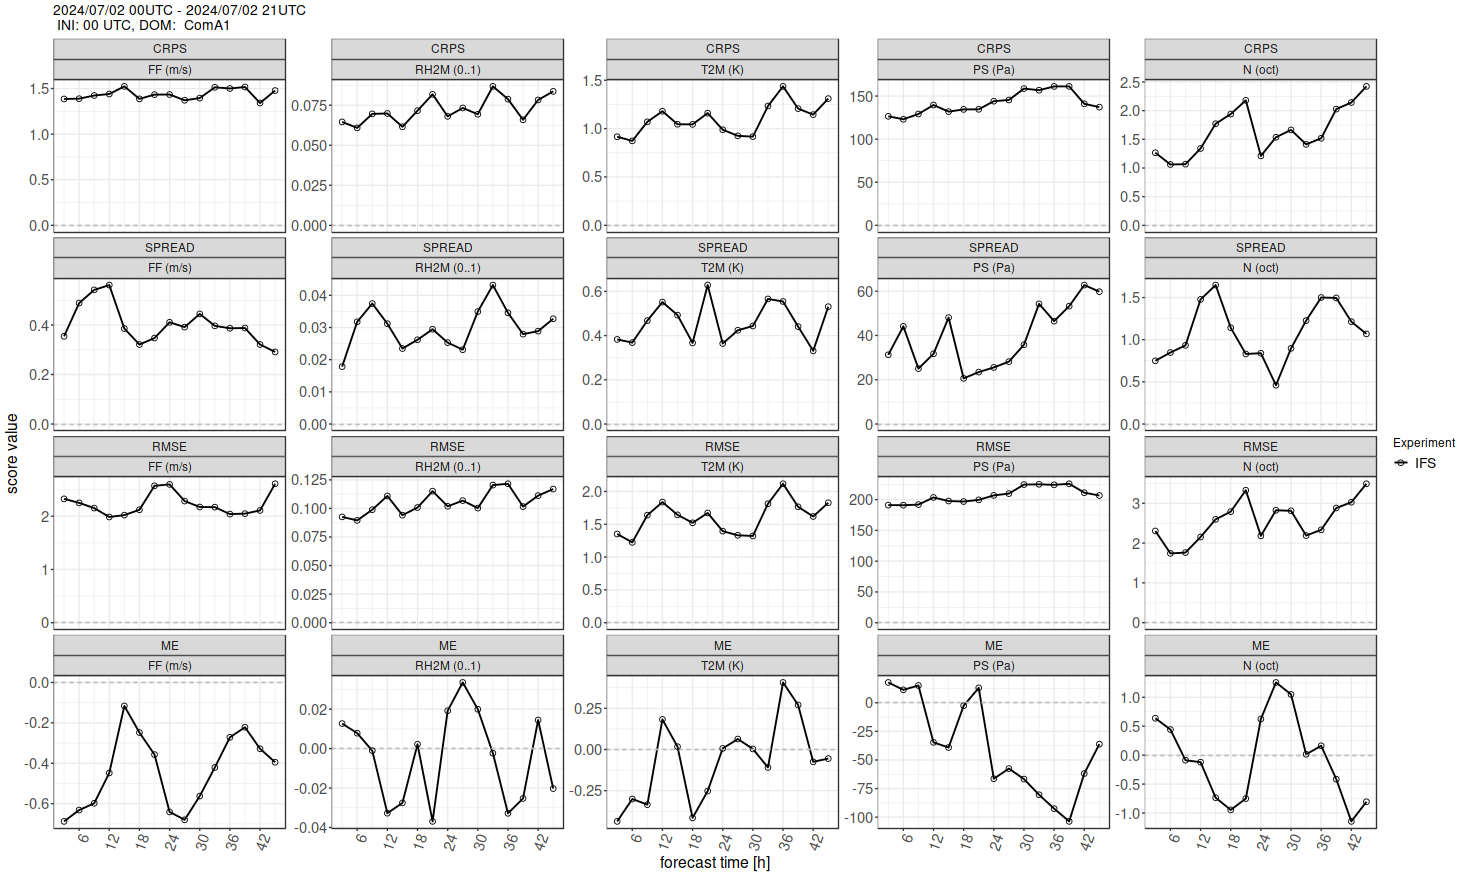 2024/07/02 00UTC - 2024/07/02 21UTC
INI: 00 UTC, DOM: ComA1
CRPS CRPS CRPS CRPS CRPS
FF (m/s) RH2M (0..1) T2M (K) PS (Pa) N (oct)
1.5 1.0 0.5 0.0
0.075 0.050 0.025 0.000
1.5 1.0 0.5 0.0
150 100 50 0
2.5 2.0 1.5 1.0 0.5 0.0
SPREAD SPREAD SPREAD SPREAD SPREAD
FF (m/s) RH2M (0..1) T2M (K) PS (Pa) N (oct)
0.4 0.2 0.0
0.04 0.03 0.02 0.01 0.00
0.6 0.4 0.2 0.0
60 40 20 0
1.5 1.0 0.5 0.0
RMSE RMSE RMSE RMSE RMSE
FF (m/s) RH2M (0..1) T2M (K) PS (Pa) N (oct)
2 1 0
0.125 0.100 0.075 0.050 0.025 0.000
2.0 1.5 1.0 0.5 0.0
200 150 100 50 0
3 2 1 0
ME ME ME ME ME
FF (m/s) RH2M (0..1) T2M (K) PS (Pa) N (oct)
0.0 -0.2 -0.4 -0.6
0.02 0.00 -0.02 -0.04
0.25 0.00 -0.25
0 -25 -50 -75 -100
1.0 0.5 0.0 -0.5 -1.0
6 12 18 24 30 36 42
6 12 18 24 30 36 42
6 12 18 24 30 36 42
6 12 18 24 30 36 42
6 12 18 24 30 36 42
forecast time [h]
score value
Experiment
IFS